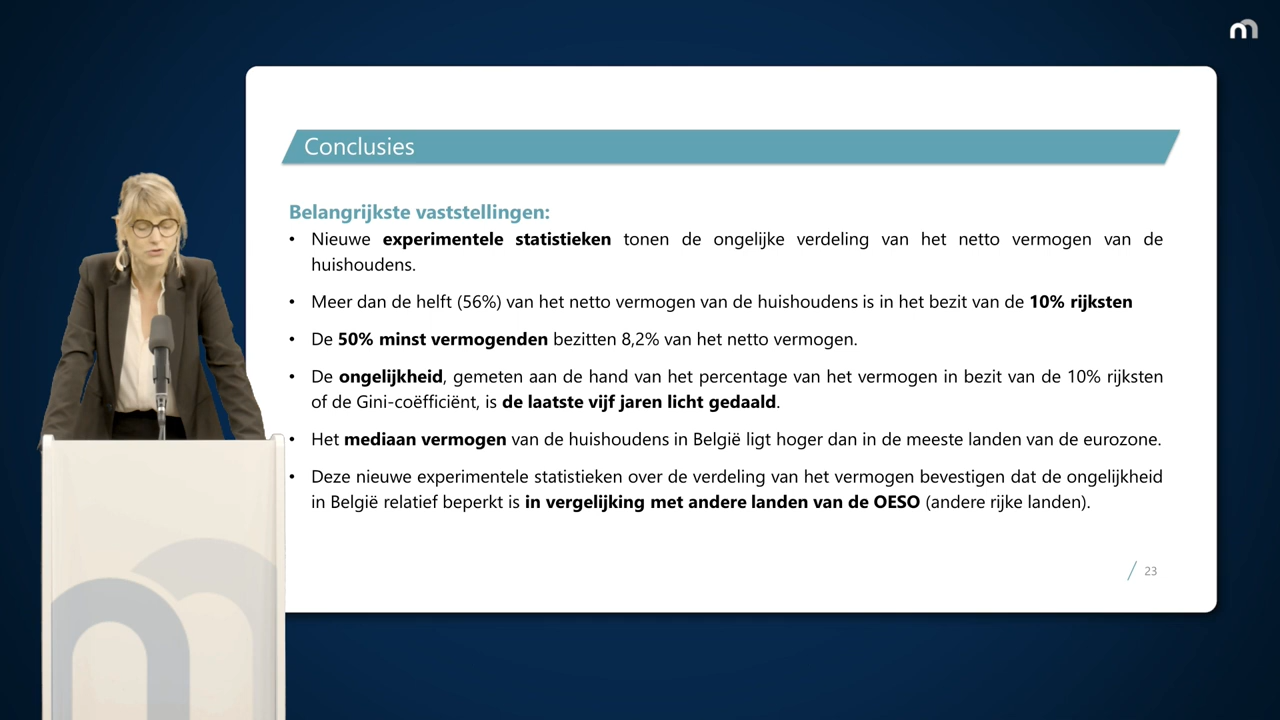 Conclusies
Belangrijkste vaststellingen:
• Nieuwe experimentele statistieken tonen de ongelijke verdeling van het netto vermogen van de
huishoudens.
• Meer dan de helft (56%) van het netto vermogen van de huishoudens is in het bezit van de 10% rijksten
• De 50% minst vermogenden bezitten 8,2% van het netto vermogen.
• De ongelijkheid, gemeten aan de hand van het percentage van het vermogen in bezit van de 10% rijksten
of de Gini-coëfficiënt, is de laatste vijf jaren licht gedaald.
• Het mediaan vermogen van de huishoudens in België ligt hoger dan in de meeste landen van de eurozone.
• Deze nieuwe experimentele statistieken over de verdeling van het vermogen bevestigen dat de ongelijkheid
in België relatief beperkt is in vergelijking met andere landen van de OESO (andere rijke landen).
23